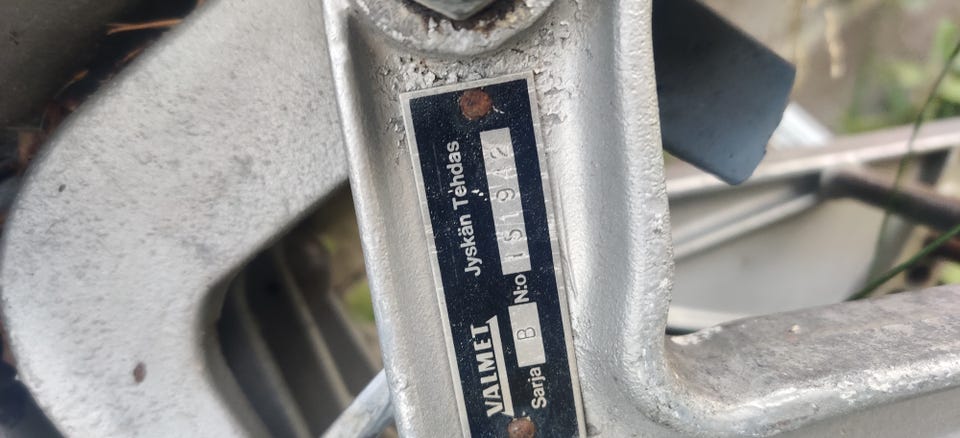 VALMET Jyskän Tehdas
Sarja B N:o 151942